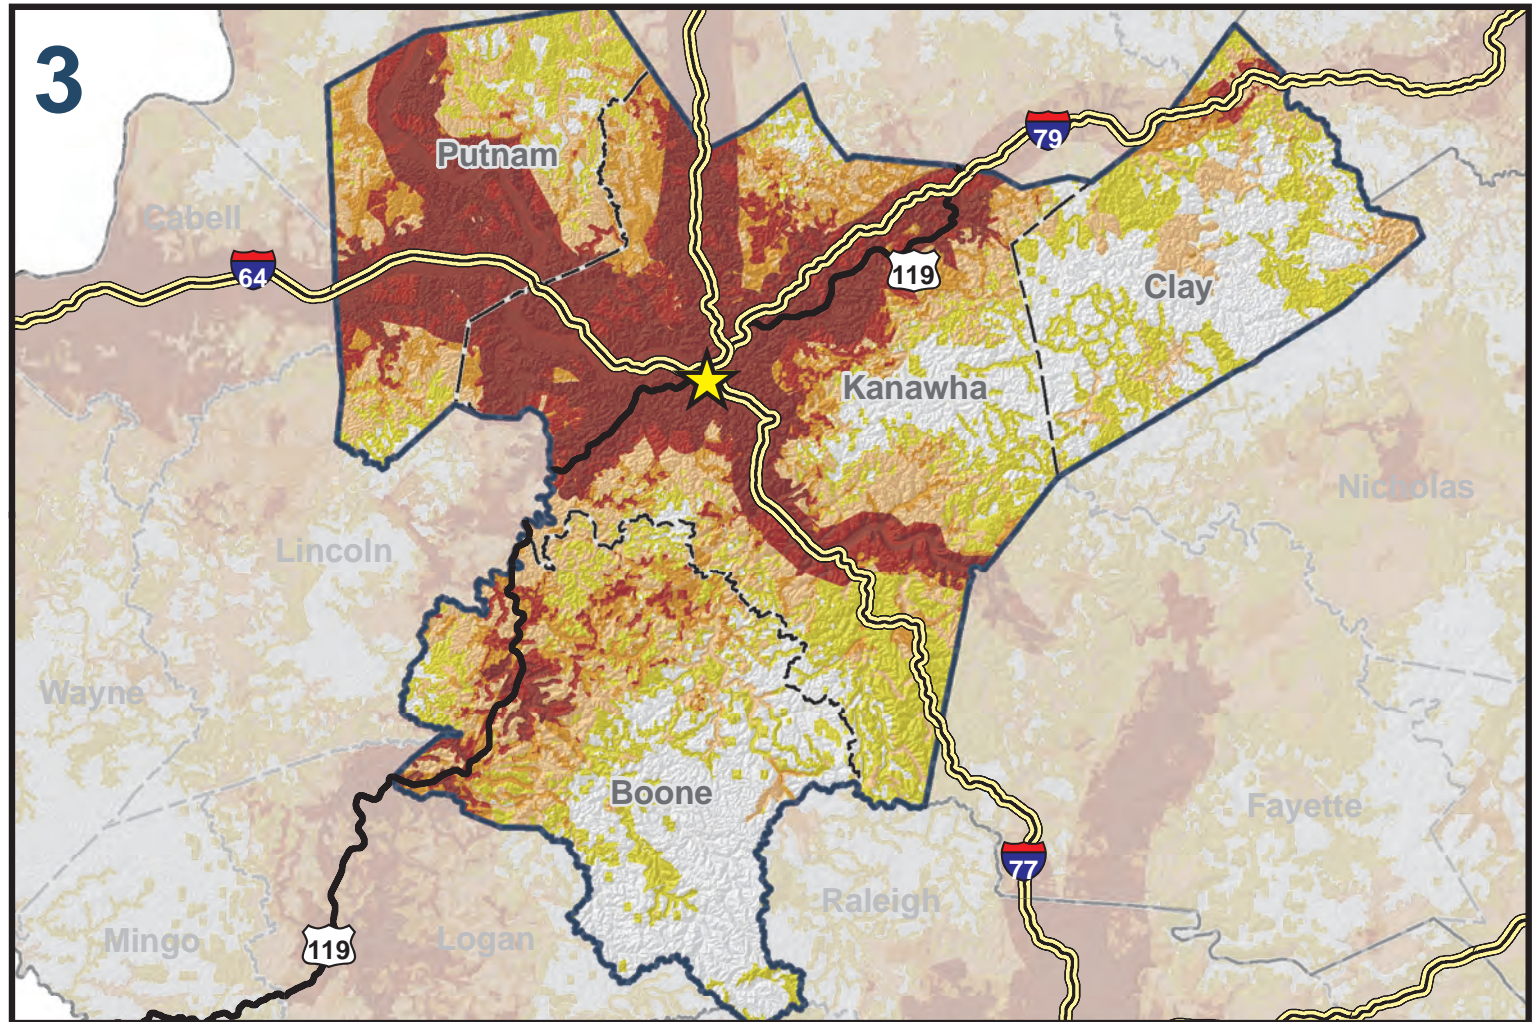 3
Putnam
79
Cabell
64
119
Clay
Kanawha
Nicholas
Lincoln
Wayne
Boone
Fayette
77
Raleigh
Mingo
119
Logan